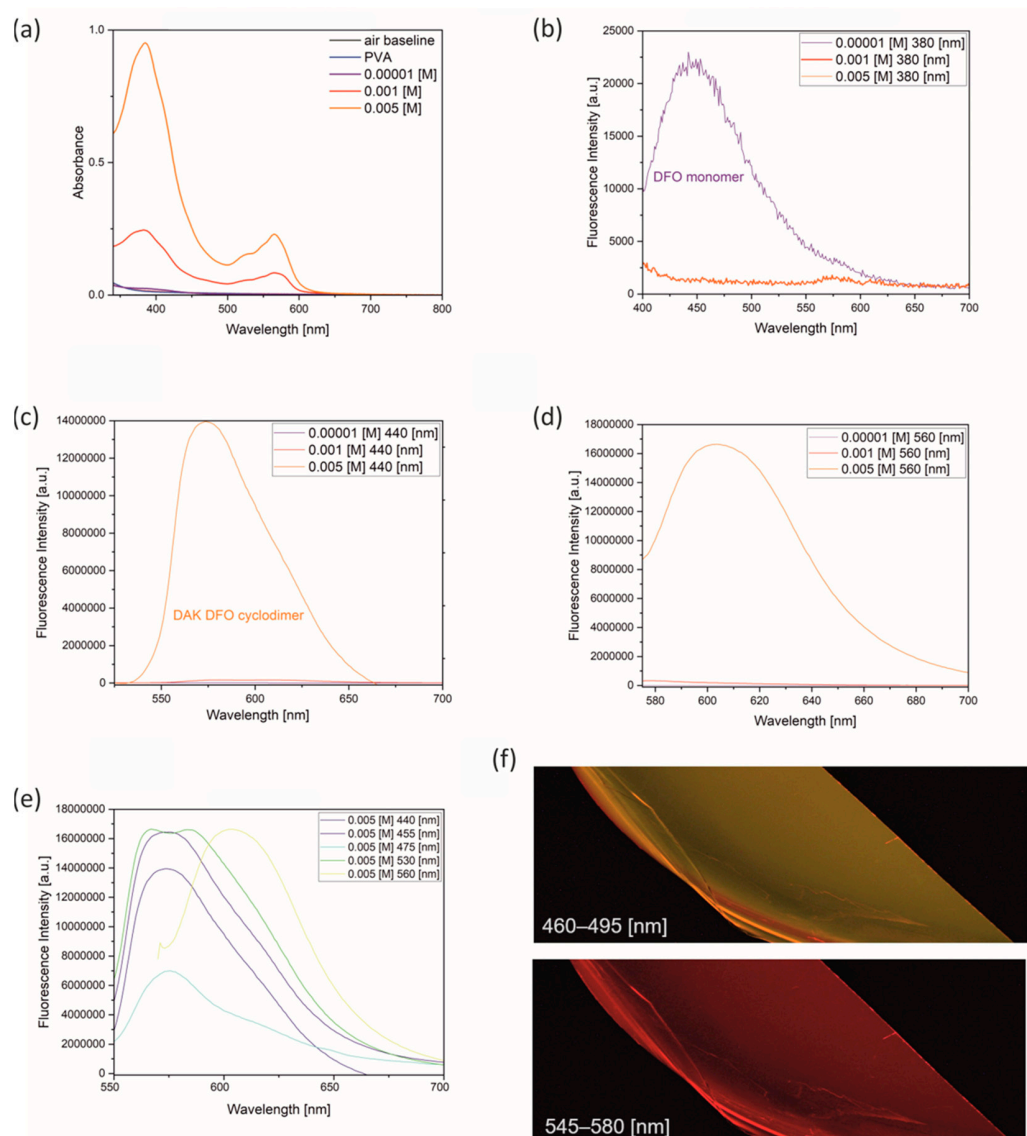 (a)
1.0
0.5
0.0
400
500
600
700
800
Absorbance
Wavelength [nm]
air baseline
PVA
0.00001 [M]
0.001 [M]
0.005 [M]
(b)
25000
20000
15000
10000
5000
0
400
450
500
550
600
650
700
Fluorescence Intensity [a.u.]
Wavelength [nm]
0.00001 [M] 380 [nm]
0.001 [M] 380 [nm]
0.005 [M] 380 [nm]
DFO monomer
(c)
14000000
12000000
10000000
8000000
6000000
4000000
2000000
0
550
600
650
700
Fluorescence Intensity [a.u.]
Wavelength [nm]
0.00001 [M] 440 [nm]
0.001 [M] 440 [nm]
0.005 [M] 440 [nm]
DAK DFO cyclodimer
(d)
18000000
16000000
14000000
12000000
10000000
8000000
6000000
4000000
2000000
0
580
600
620
640
660
680
700
Fluorescence Intensity [a.u.]
Wavelength [nm]
0.00001 [M] 560 [nm]
0.001 [M] 560 [nm]
0.005 [M] 560 [nm]
(e)
18000000
16000000
14000000
12000000
10000000
8000000
6000000
4000000
2000000
0
550
600
650
700
Fluorescence Intensity [a.u.]
Wavelength [nm]
0.005 [M] 440 [nm]
0.005 [M] 455 [nm]
0.005 [M] 475 [nm]
0.005 [M] 530 [nm]
0.005 [M] 560 [nm]
(f)
460–495 [nm]
545–580 [nm]